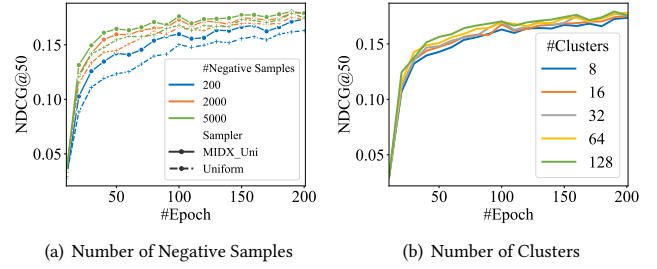 NDCG@50
0.15
0.10
0.05
#Negative Samples
200
2000
5000
Sampler
MIDX_Uni
Uniform
50
100
150
200
#Epoch
(a) Number of Negative Samples
NDCG@50
0.15
0.10
0.05
#Clusters
8
16
32
64
128
50
100
150
200
#Epoch
(b) Number of Clusters